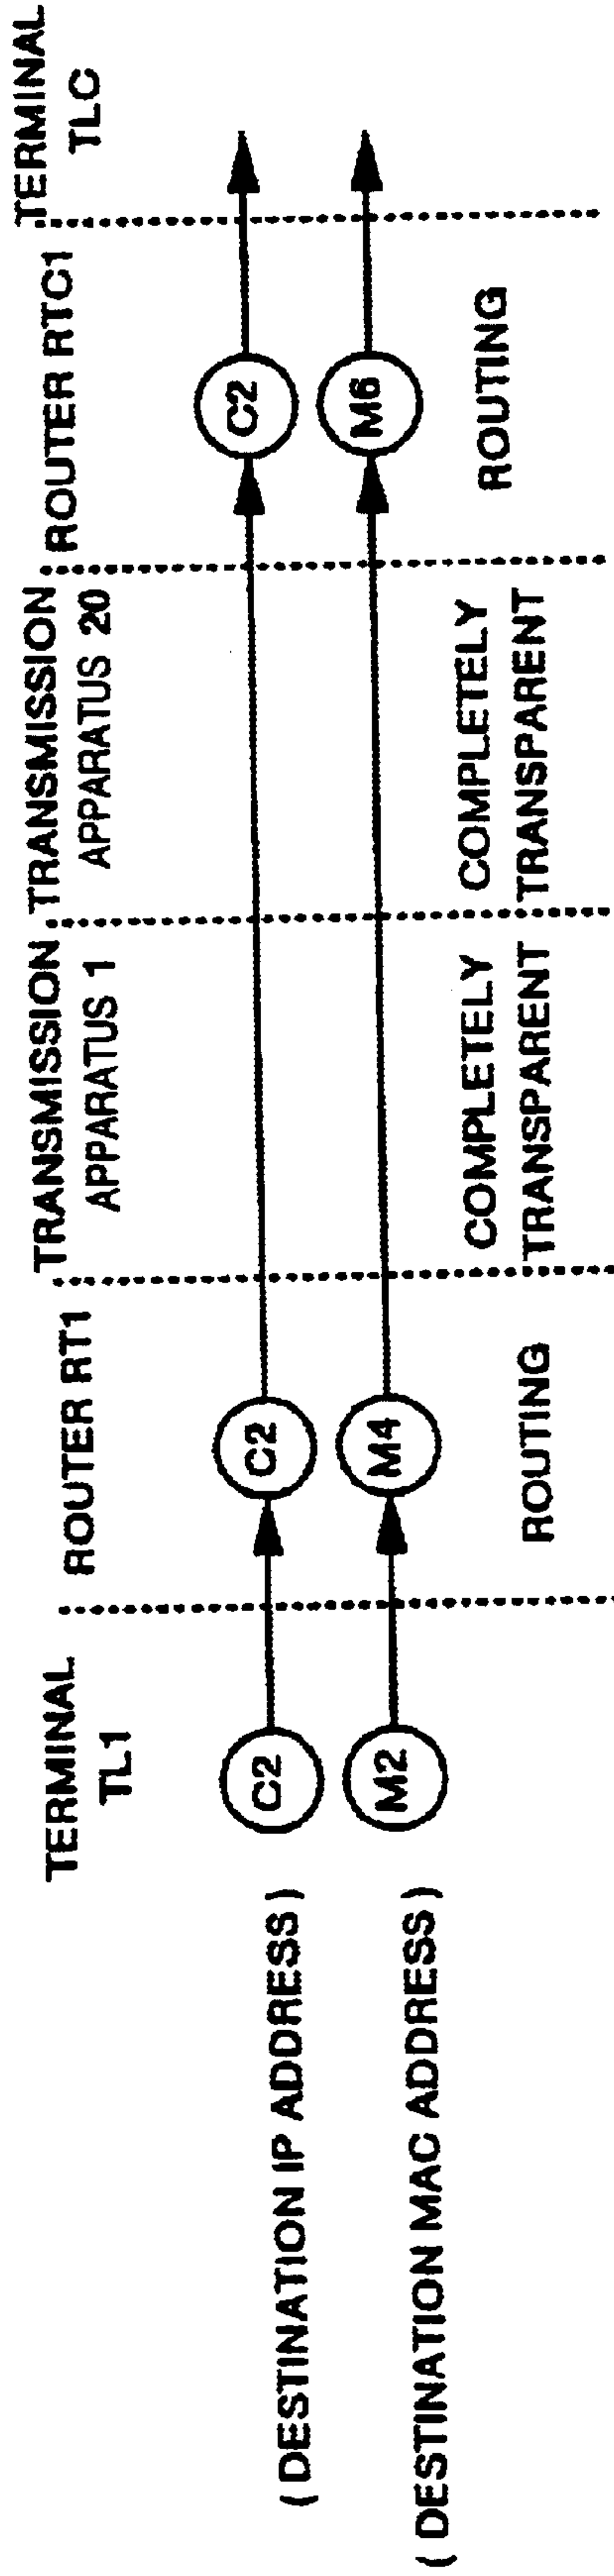 TERMINAL
TL1
ROUTER RT1
TRANSMISSION
APPARATUS 1
TRANSMISSION
APPARATUS 20
ROUTER RTC1
TERMINAL
TLC
( DESTINATION IP ADDRESS )
C2
C2
C2
( DESTINATION MAC ADDRESS )
M2
M4
M6
ROUTING
COMPLETELY
TRANSPARENT
COMPLETELY
TRANSPARENT
ROUTING